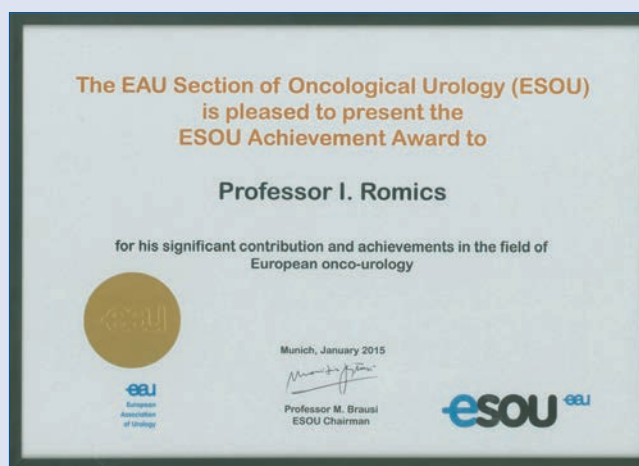 The EAU Section of Oncological Urology (ESOU)
is pleased to present the
ESOU Achievement Award to
Professor I. Romics
for his significant contribution and achievements in the field of
European onco-urology
esou
Munich, January 2015
eau
European
Association
of Urology
Professor M. Brausi
ESOU Chairman
esou eau